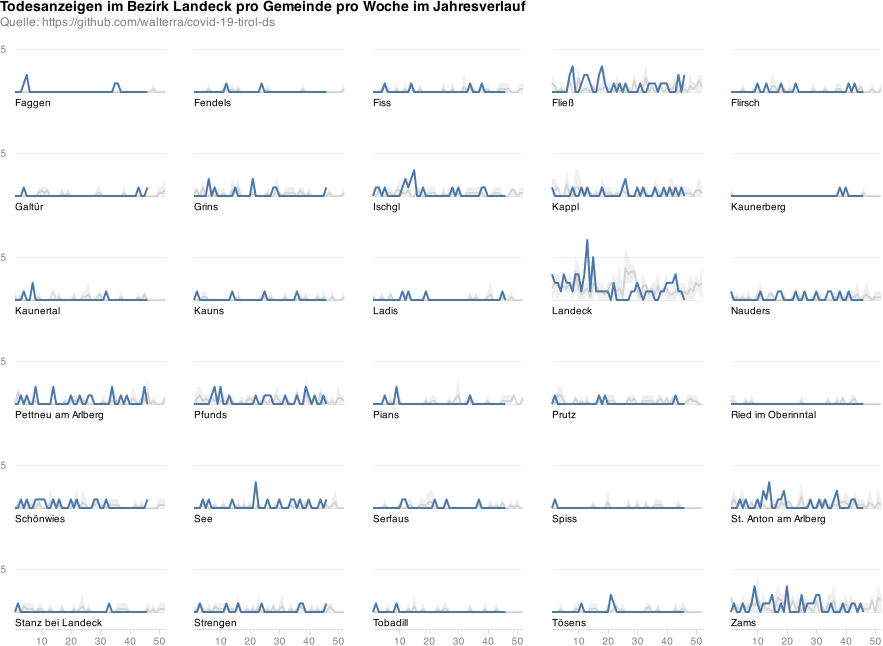 Todesanzeigen im Bezirk Landeck pro Gemeinde pro Woche im Jahresverlauf
Quelle: https://github.com/walterra/covid-19-tirol-ds
5
Faggen Fendels Fiss Fließ Flirsch
5
Galtür Grins Ischgl Kappl Kaunerberg
5
Kaunertal Kauns Ladis Landeck Nauders
5
Pettneu am Arlberg Pfunds Pians Prutz Ried im Oberinntal
5
Schönwies See Serfaus Spiss St. Anton am Arlberg
5
Stanz bei Landeck Strengen Tobadill Tösens Zams
10 20 30 40 50 10 20 30 40 50 10 20 30 40 50 10 20 30 40 50 10 20 30 40 50